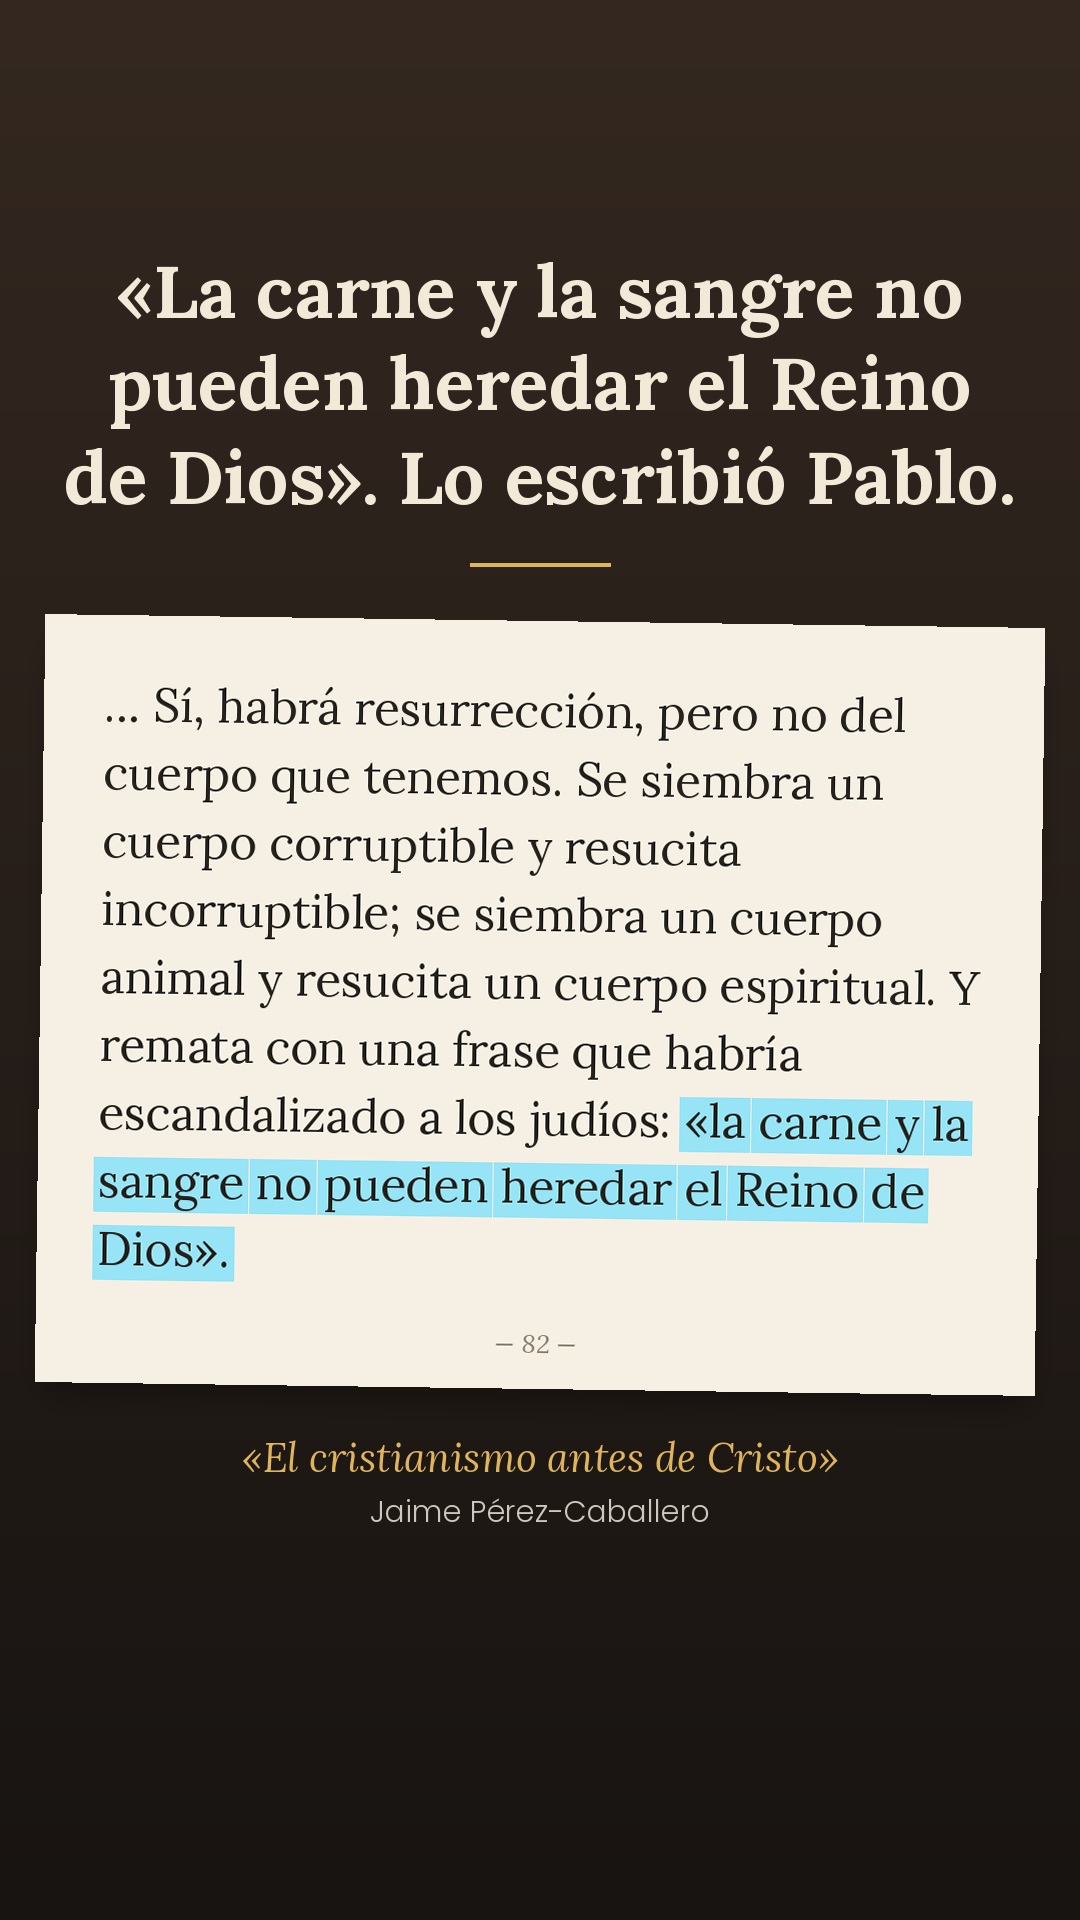 «La carne y la sangre no
pueden heredar el Reino
de Dios». Lo escribió Pablo.
... Sí, habrá resurrección, pero no del
cuerpo que tenemos. Se siembra un
cuerpo corruptible y resucita
incorruptible; se siembra un cuerpo
animal y resucita un cuerpo espiritual. Y
remata con una frase que habría
escandalizado a los judíos: «la carne y la
sangre no pueden heredar el Reino de
Dios».
— 82 —
«El cristianismo antes de Cristo»
Jaime Pérez-Caballero